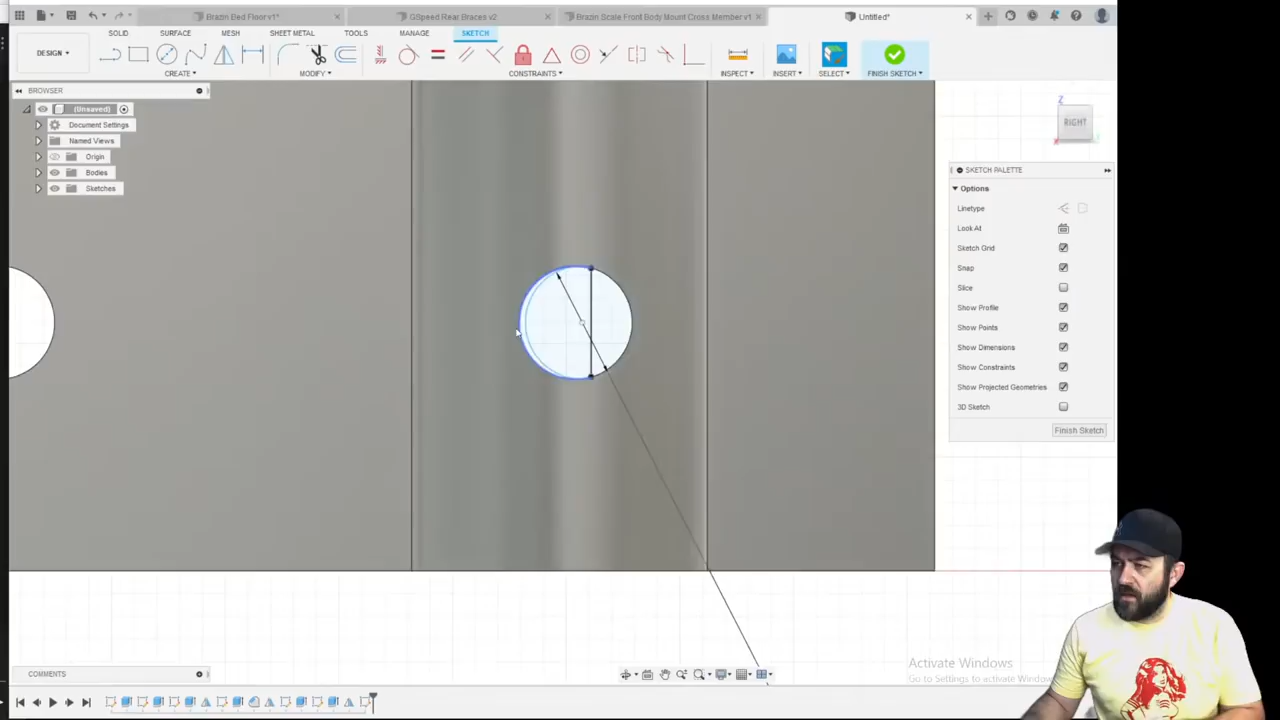 Brazin Bed Floor v1*
GSpeed Rear Braces v2
Brazin Scale Front Body Mount Cross Member v1
Untitled*
SOLID SURFACE MESH SHEET METAL TOOLS MANAGE SKETCH
DESIGN
CREATE MODIFY CONSTRAINTS INSPECT INSERT SELECT FINISH SKETCH
BROWSER
(Unsaved)
Document Settings
Named Views
Origin
Bodies
Sketches
Z
RIGHT
SKETCH PALETTE
Options
Linetype
Look At
Sketch Grid
Snap
Slice
Show Profile
Show Points
Show Dimensions
Show Constraints
Show Projected Geometries
3D Sketch
Finish Sketch
COMMENTS
Activate Windows
Go to Settings to activate Windows